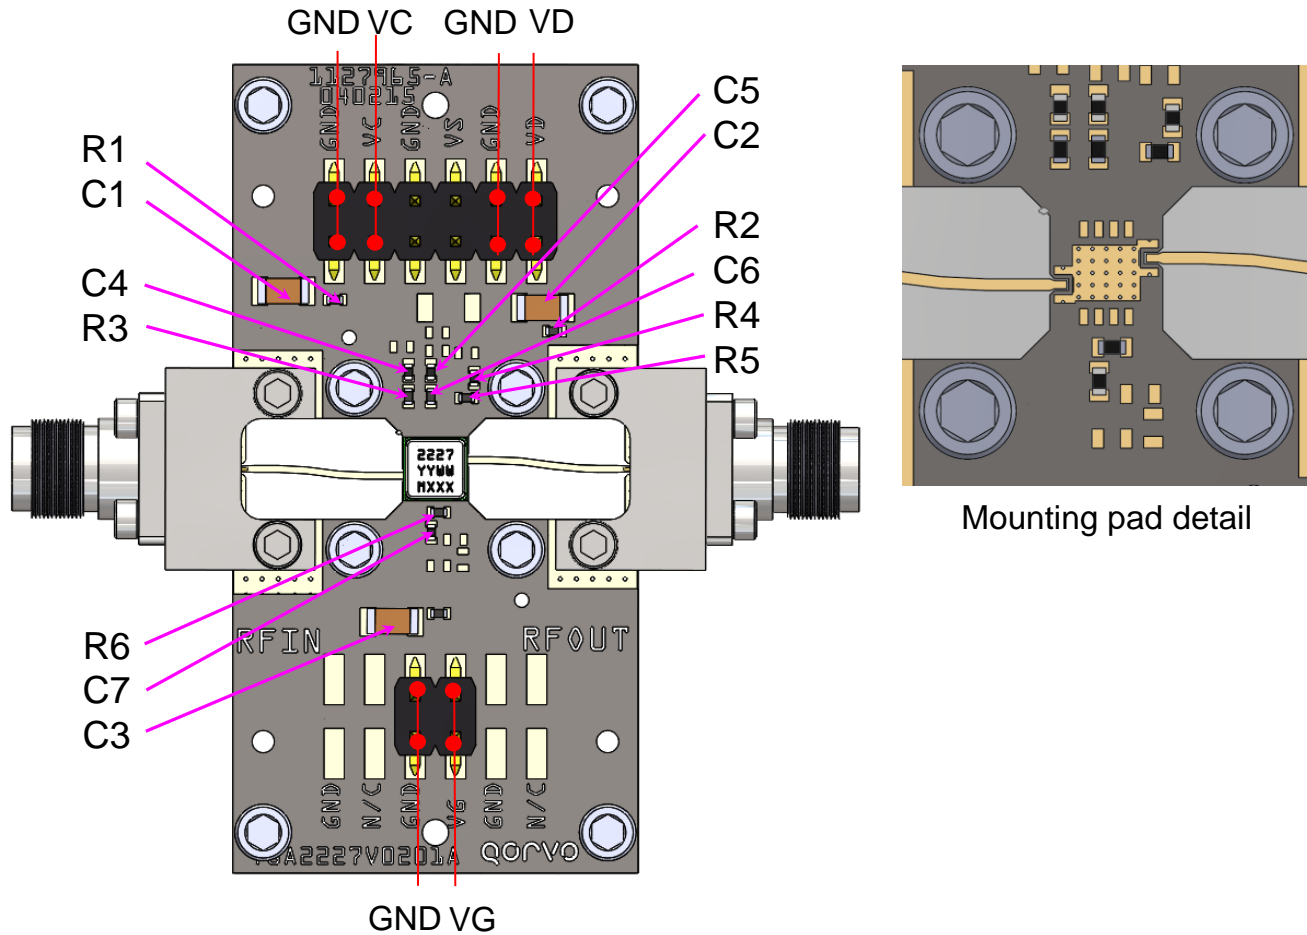 GND VC GND VD
1127965-A
040215
GND VC GND VS GND VD
C5
C2
R1
C1
R2
C6
R4
R5
C4
R3
2227
YYWW
MXXX
Mounting pad detail
RFIN RFOUT
R6
C7
C3
GND N/C GND VG GND N/C
QORVO
GND VG